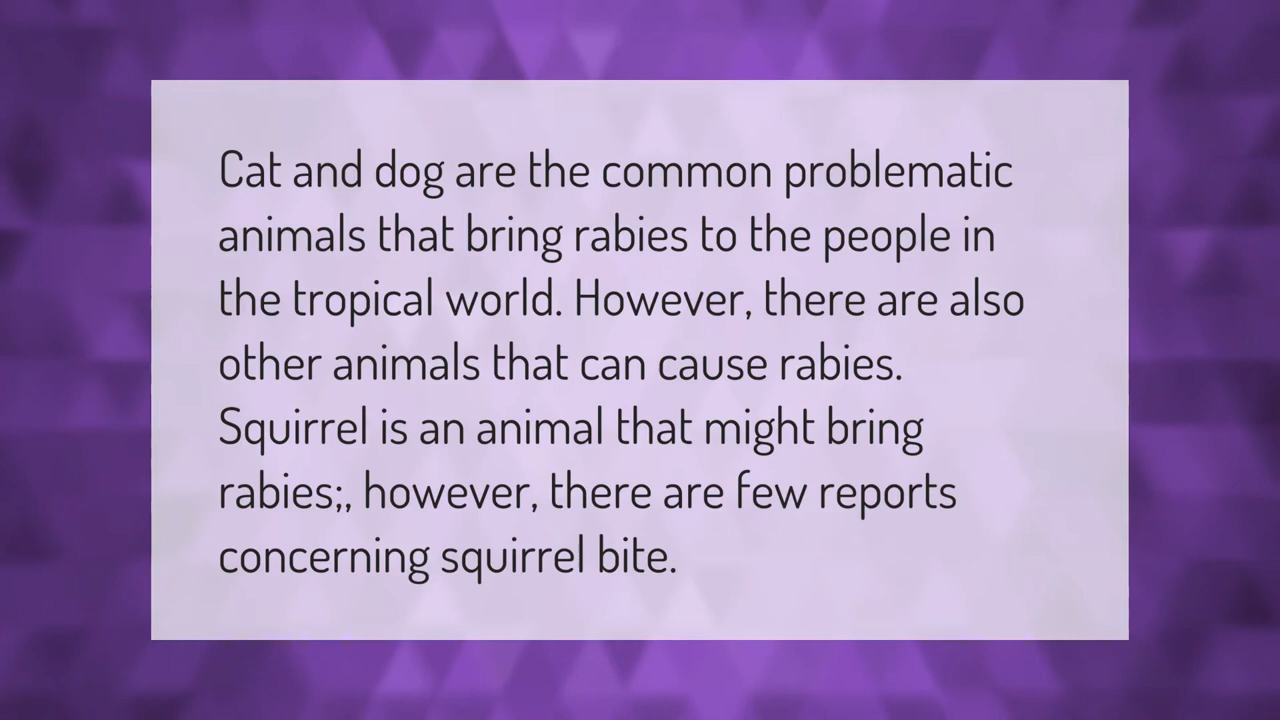 Cat and dog are the common problematic
animals that bring rabies to the people in
the tropical world. However, there are also
other animals that can cause rabies.
Squirrel is an animal that might bring
rabies;, however, there are few reports
concerning squirrel bite.